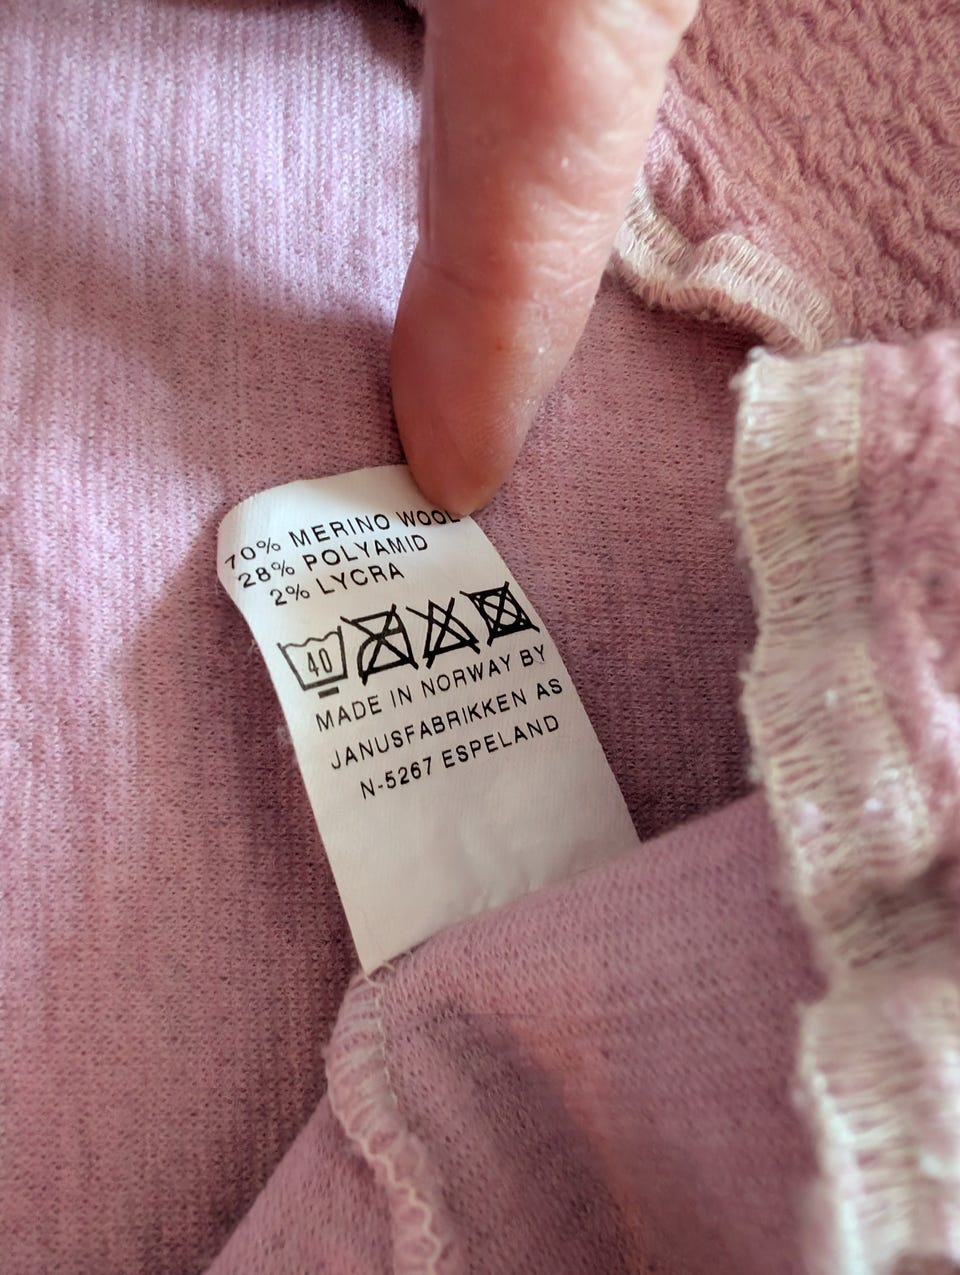 70% MERINO WOOL
28% POLYAMID
2% LYCRA
40
MADE IN NORWAY BY
JANUSFABRIKKEN AS
N-5267 ESPELAND